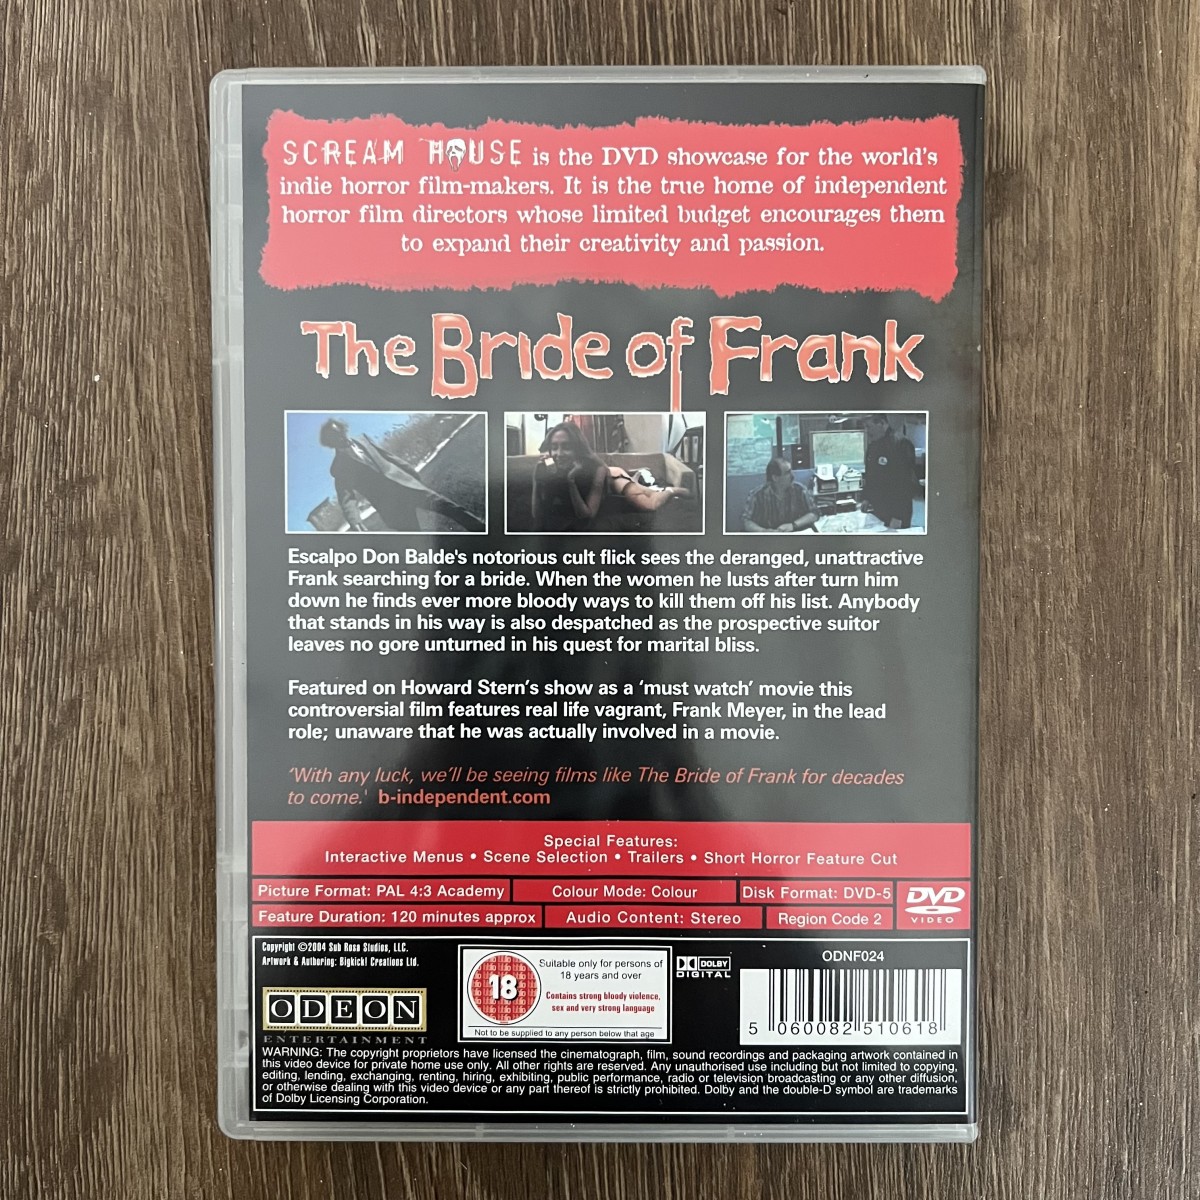 SCREAM HOUSE is the DVD showcase for the world's
indie horror film-makers. It is the true home of independent
horror film directors whose limited budget encourages them
to expand their creativity and passion.
The Bride of Frank
Escalpo Don Balde's notorious cult flick sees the deranged, unattractive
Frank searching for a bride. When the women he lusts after turn him
down he finds ever more bloody ways to kill them off his list. Anybody
that stands in his way is also despatched as the prospective suitor
leaves no gore unturned in his quest for marital bliss.
Featured on Howard Stern's show as a 'must watch' movie this
controversial film features real life vagrant, Frank Meyer, in the lead
role; unaware that he was actually involved in a movie.
'With any luck, we'll be seeing films like The Bride of Frank for decades
to come.' b-independent.com
Special Features:
Interactive Menus • Scene Selection • Trailers • Short Horror Feature Cut
Picture Format: PAL 4:3 Academy
Colour Mode: Colour
Disk Format: DVD-5
DVD
VIDEO
Feature Duration: 120 minutes approx
Audio Content: Stereo
Region Code 2
Copyright ©2004 Sub Rosa Studios, LLC.
Artwork & Authoring: Bigkick! Creations Ltd.
ODEON
ENTERTAINMENT
18
Suitable only for persons of
18 years and over
Contains strong bloody violence,
sex and very strong language
Not to be supplied to any person below that age
DOLBY
DIGITAL
ODNF024
5 060082 510618
WARNING: The copyright proprietors have licensed the cinematograph, film, sound recordings and packaging artwork contained in
this video device for private home use only. All other rights are reserved. Any unauthorised use including but not limited to copying,
editing, lending, exchanging, renting, hiring, exhibiting, public performance, radio or television broadcasting or any other diffusion,
or otherwise dealing with this video device or any part thereof is strictly prohibited. Dolby and the double-D symbol are trademarks
of Dolby Licensing Corporation.